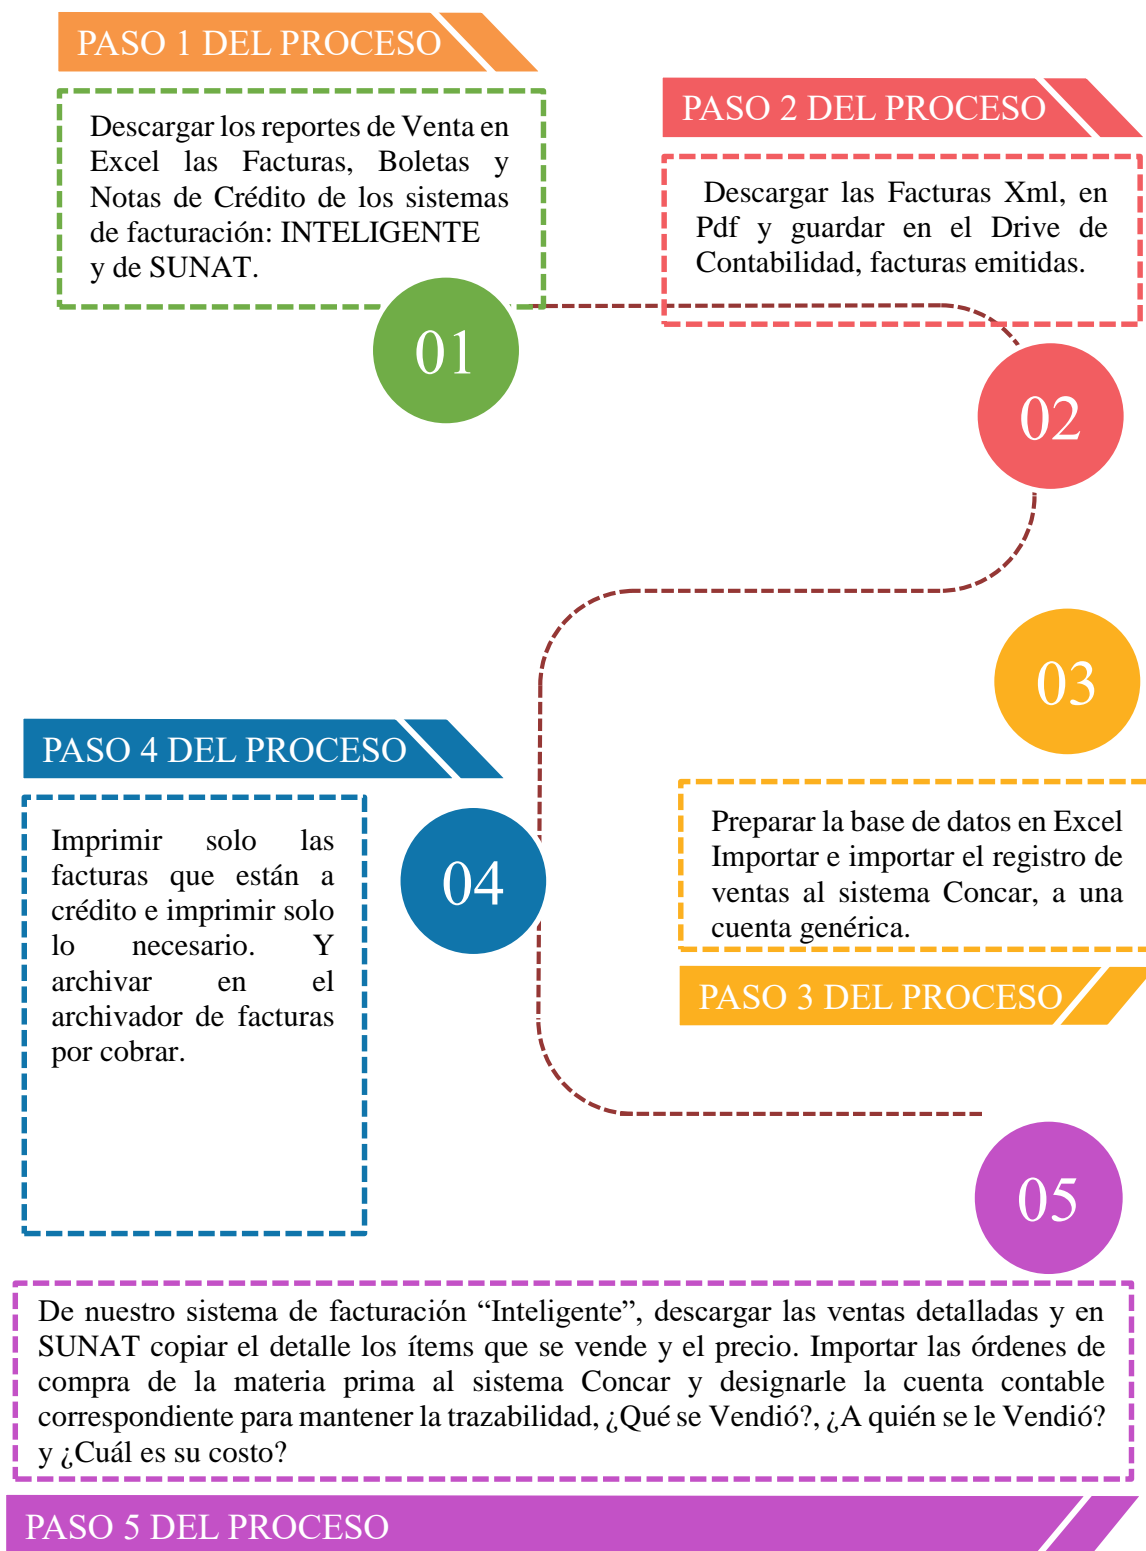 PASO 1 DEL PROCESO
Descargar los reportes de Venta en
Excel las Facturas, Boletas y
Notas de Crédito de los sistemas
de facturación: INTELIGENTE
y de SUNAT.
01
PASO 2 DEL PROCESO
Descargar las Facturas Xml, en
Pdf y guardar en el Drive de
Contabilidad, facturas emitidas.
02
03
Preparar la base de datos en Excel
Importar e importar el registro de
ventas al sistema Concar, a una
cuenta genérica.
PASO 3 DEL PROCESO
PASO 4 DEL PROCESO
Imprimir solo las
facturas que están a
crédito e imprimir solo
lo necesario. Y
archivar en el
archivador de facturas
por cobrar.
04
05
De nuestro sistema de facturación “Inteligente”, descargar las ventas detalladas y en
SUNAT copiar el detalle los ítems que se vende y el precio. Importar las órdenes de
compra de la materia prima al sistema Concar y designarle la cuenta contable
correspondiente para mantener la trazabilidad, ¿Qué se Vendió?, ¿A quién se le Vendió?
y ¿Cuál es su costo?
PASO 5 DEL PROCESO